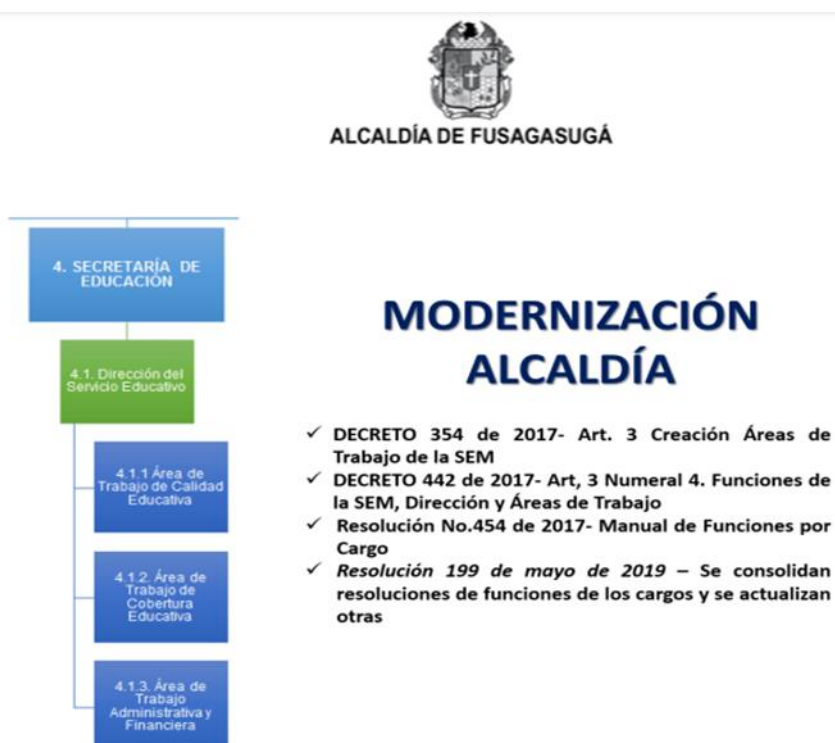 ALCALDÍA DE FUSAGASUGÁ
4. SECRETARÍA DE
EDUCACIÓN
4.1. Dirección del
Servicio Educativo
4.1.1 Área de
Trabajo de Calidad
Educativa
4.1.2. Área de
Trabajo de
Cobertura
Educativa
4.1.3. Área de
Trabajo
Administrativa y
Financiera
MODERNIZACIÓN
ALCALDÍA
✓ DECRETO 354 de 2017- Art. 3 Creación Áreas de
Trabajo de la SEM
✓ DECRETO 442 de 2017- Art, 3 Numeral 4. Funciones de
la SEM, Dirección y Áreas de Trabajo
✓ Resolución No.454 de 2017- Manual de Funciones por
Cargo
✓ Resolución 199 de mayo de 2019 – Se consolidan
resoluciones de funciones de los cargos y se actualizan
otras